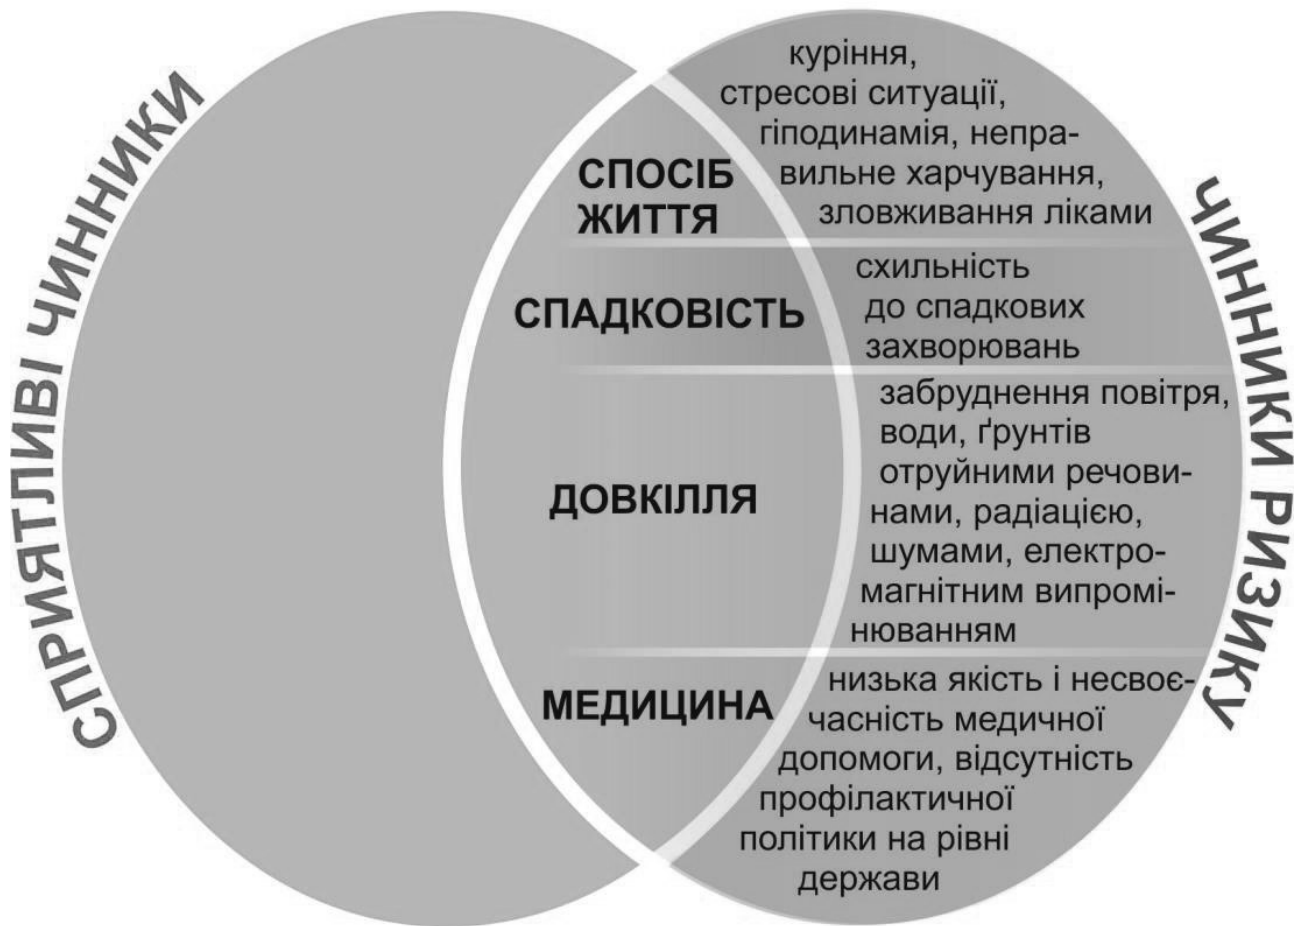 СПРИЯТЛИВІ ЧИННИКИ
СПОСІБ
ЖИТТЯ
куріння,
стресові ситуації,
гіподинамія, непра-
вильне харчування,
зловживання ліками
СПАДКОВІСТЬ
схильність
до спадкових
захворювань
ДОВКІЛЛЯ
забруднення повітря,
води, ґрунтів
отруйними речови-
нами, радіацією,
шумами, електро-
магнітним випромі-
нюванням
МЕДИЦИНА
низька якість і несвоє-
часність медичної
допомоги, відсутність
профілактичної
політики на рівні
держави
ЧИННИКИ РИЗИКУ